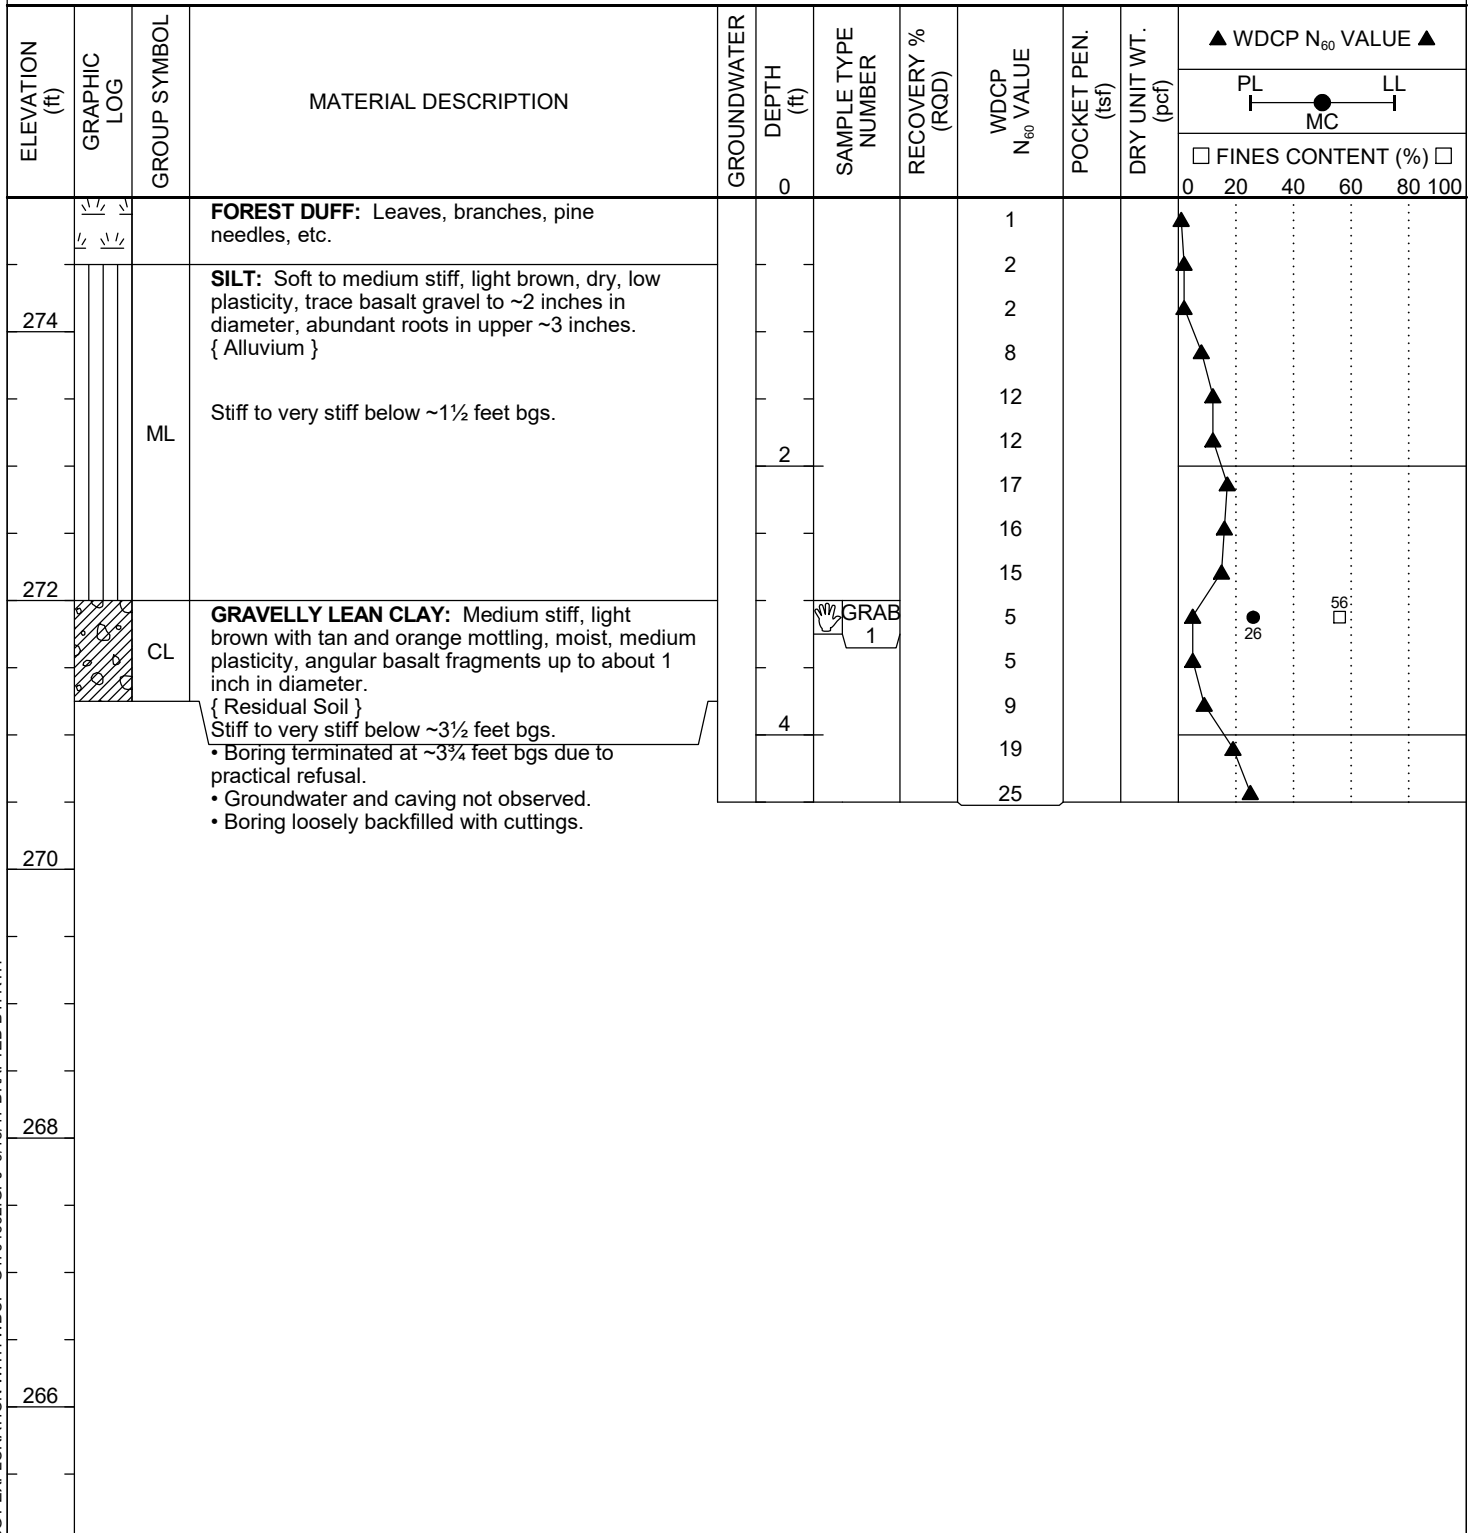 ELEVATION
(ft)
GRAPHIC
LOG
GROUP SYMBOL
MATERIAL DESCRIPTION
GROUNDWATER
DEPTH
(ft)
0
SAMPLE TYPE
NUMBER
RECOVERY %
(RQD)
WDCP
N60 VALUE
POCKET PEN.
(tsf)
DRY UNIT WT.
(pcf)
▲ WDCP N60 VALUE ▲
PL LL
MC
□ FINES CONTENT (%) □
0 20 40 60 80 100
FOREST DUFF: Leaves, branches, pine
needles, etc.
1
2
SILT: Soft to medium stiff, light brown, dry, low
plasticity, trace basalt gravel to ~2 inches in
diameter, abundant roots in upper ~3 inches.
{ Alluvium }
274
2
8
12
Stiff to very stiff below ~1½ feet bgs.
ML
12
2
17
16
15
272
GRAVELLY LEAN CLAY: Medium stiff, light
brown with tan and orange mottling, moist, medium
plasticity, angular basalt fragments up to about 1
inch in diameter.
{ Residual Soil }
Stiff to very stiff below ~3½ feet bgs.
CL
GRAB
1
5
26
56
5
9
4
19
25
• Boring terminated at ~3¾ feet bgs due to
practical refusal.
• Groundwater and caving not observed.
• Boring loosely backfilled with cuttings.
270
268
266